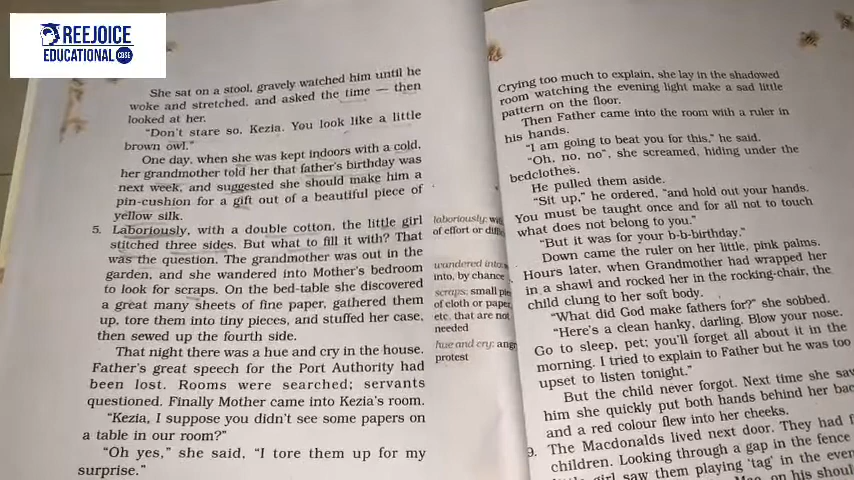 REEJOICE
EDUCATIONAL CBSE
She sat on a stool, gravely watched him until he
woke and stretched, and asked the time — then
looked at her.
"Don't stare so, Kezia. You look like a little
brown owl."
One day, when she was kept indoors with a cold,
her grandmother told her that father's birthday was
next week, and suggested she should make him a
pin-cushion for a gift out of a beautiful piece of
yellow silk.
5. Laboriously, with a double cotton, the little girl
stitched three sides. But what to fill it with? That
was the question. The grandmother was out in the
garden, and she wandered into Mother's bedroom
to look for scraps. On the bed-table she discovered
a great many sheets of fine paper, gathered them
up, tore them into tiny pieces, and stuffed her case,
then sewed up the fourth side.
That night there was a hue and cry in the house.
Father's great speech for the Port Authority had
been lost. Rooms were searched; servants
questioned. Finally Mother came into Kezia's room.
"Kezia, I suppose you didn't see some papers on
a table in our room?"
"Oh yes," she said, "I tore them up for my
surprise."
laboriously:
of effort or
wandered into:
into, by chance
scraps: small
of cloth or paper,
etc. that are not
needed
hue and cry:
protest
Crying too much to explain, she lay in the shadowed
room watching the evening light make a sad little
pattern on the floor.
Then Father came into the room with a ruler in
his hands.
"I am going to beat you for this," he said.
"Oh, no, no", she screamed, hiding under the
bedclothes.
He pulled them aside.
"Sit up," he ordered, "and hold out your hands.
You must be taught once and for all not to touch
what does not belong to you."
"But it was for your b-b-birthday."
Down came the ruler on her little, pink palms.
Hours later, when Grandmother had wrapped her
in a shawl and rocked her in the rocking-chair, the
child clung to her soft body.
"What did God make fathers for?" she sobbed.
"Here's a clean hanky, darling. Blow your nose.
Go to sleep, pet; you'll forget all about it in the
morning. I tried to explain to Father but he was too
upset to listen tonight."
But the child never forgot. Next time she saw
him she quickly put both hands behind her
and a red colour flew into her cheeks.
9. The Macdonalds lived next door. They had
children. Looking through a gap in the fence
girl saw them playing 'tag' in the
on his